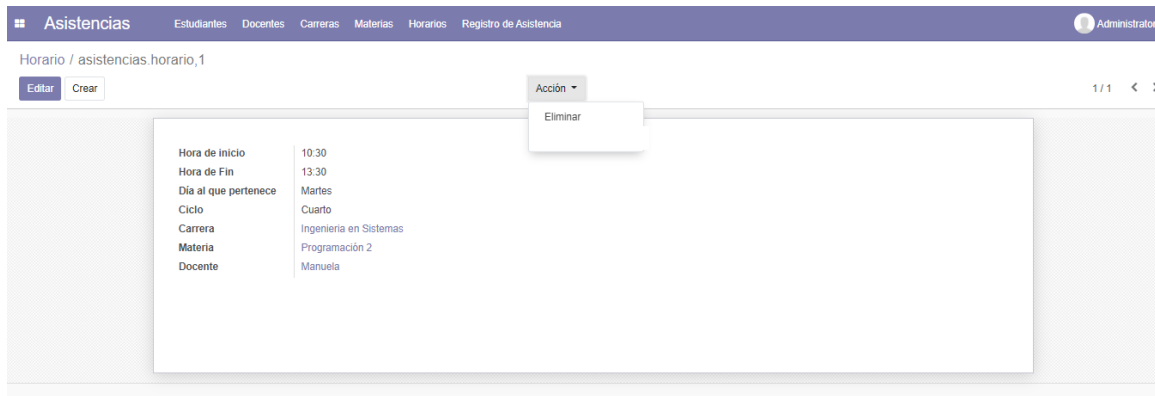 Asistencias Estudiantes Docentes Carreras Materias Horarios Registro de Asistencia Administrator
Horario / asistencias.horario,1
Editar Crear Acción 1 / 1
Eliminar
Hora de inicio 10:30
Hora de Fin 13:30
Día al que pertenece Martes
Ciclo Cuarto
Carrera Ingenieria en Sistemas
Materia Programación 2
Docente Manuela